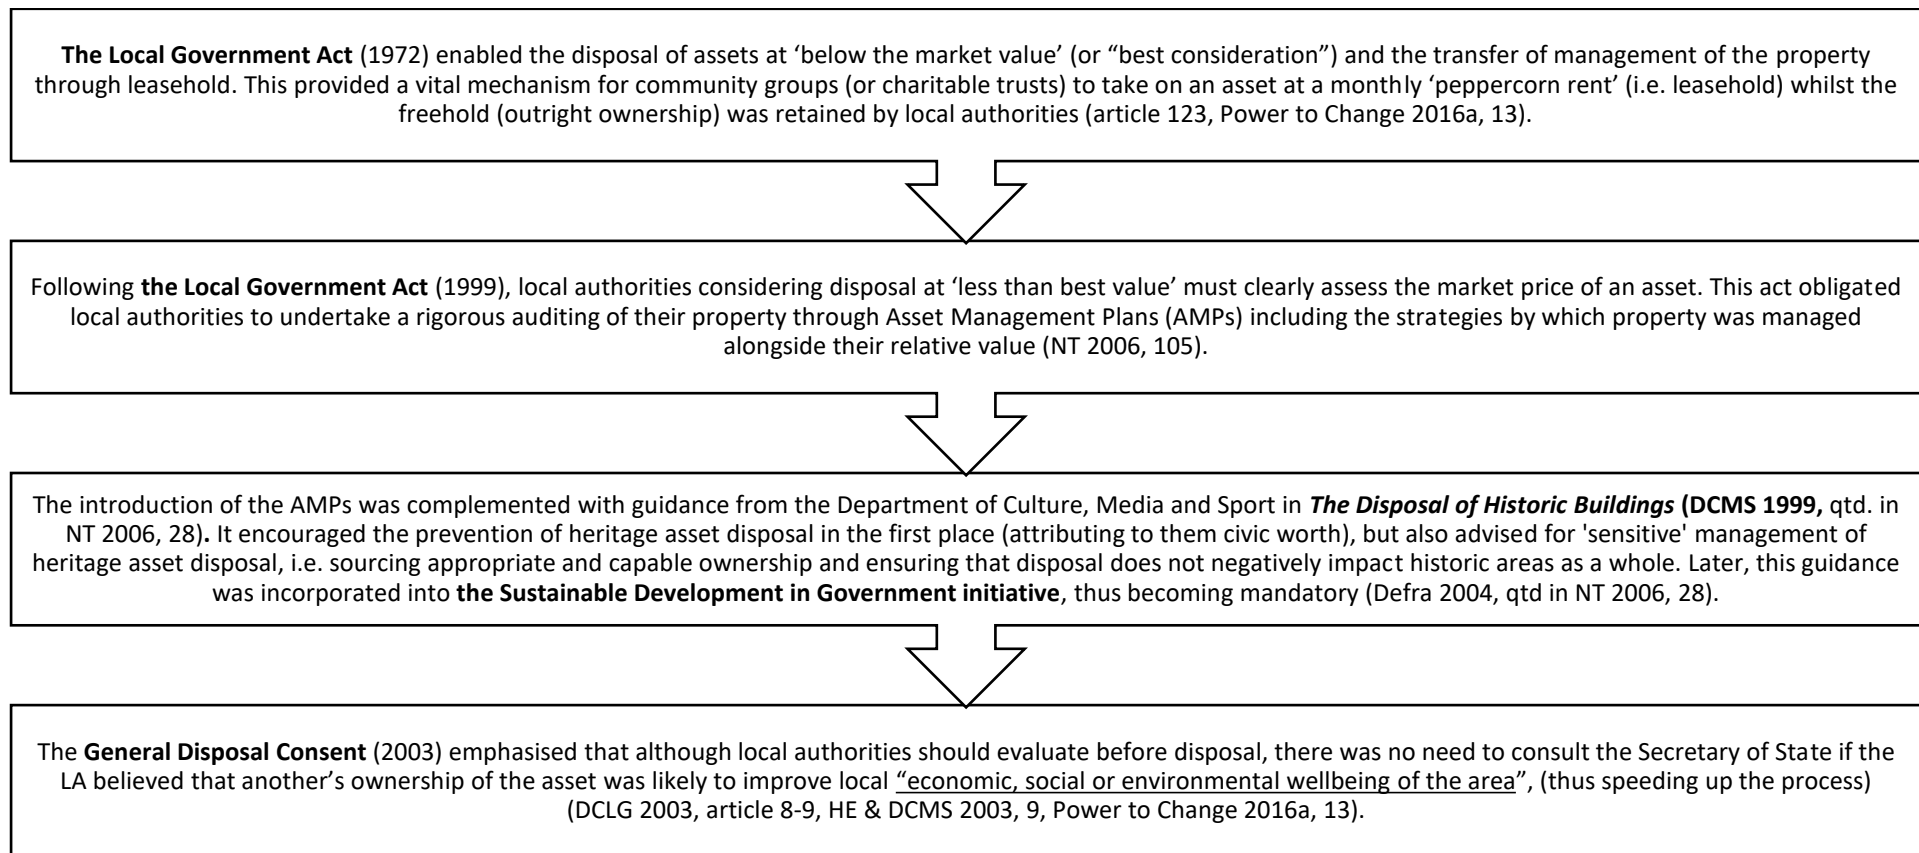 The Local Government Act (1972) enabled the disposal of assets at ‘below the market value’ (or “best consideration”) and the transfer of management of the property
through leasehold. This provided a vital mechanism for community groups (or charitable trusts) to take on an asset at a monthly ‘peppercorn rent’ (i.e. leasehold) whilst the
freehold (outright ownership) was retained by local authorities (article 123, Power to Change 2016a, 13).
Following the Local Government Act (1999), local authorities considering disposal at ‘less than best value’ must clearly assess the market price of an asset. This act obligated
local authorities to undertake a rigorous auditing of their property through Asset Management Plans (AMPs) including the strategies by which property was managed
alongside their relative value (NT 2006, 105).
The introduction of the AMPs was complemented with guidance from the Department of Culture, Media and Sport in The Disposal of Historic Buildings (DCMS 1999, qtd. in
NT 2006, 28). It encouraged the prevention of heritage asset disposal in the first place (attributing to them civic worth), but also advised for 'sensitive' management of
heritage asset disposal, i.e. sourcing appropriate and capable ownership and ensuring that disposal does not negatively impact historic areas as a whole. Later, this guidance
was incorporated into the Sustainable Development in Government initiative, thus becoming mandatory (Defra 2004, qtd in NT 2006, 28).
The General Disposal Consent (2003) emphasised that although local authorities should evaluate before disposal, there was no need to consult the Secretary of State if the
LA believed that another’s ownership of the asset was likely to improve local “economic, social or environmental wellbeing of the area”, (thus speeding up the process)
(DCLG 2003, article 8-9, HE & DCMS 2003, 9, Power to Change 2016a, 13).